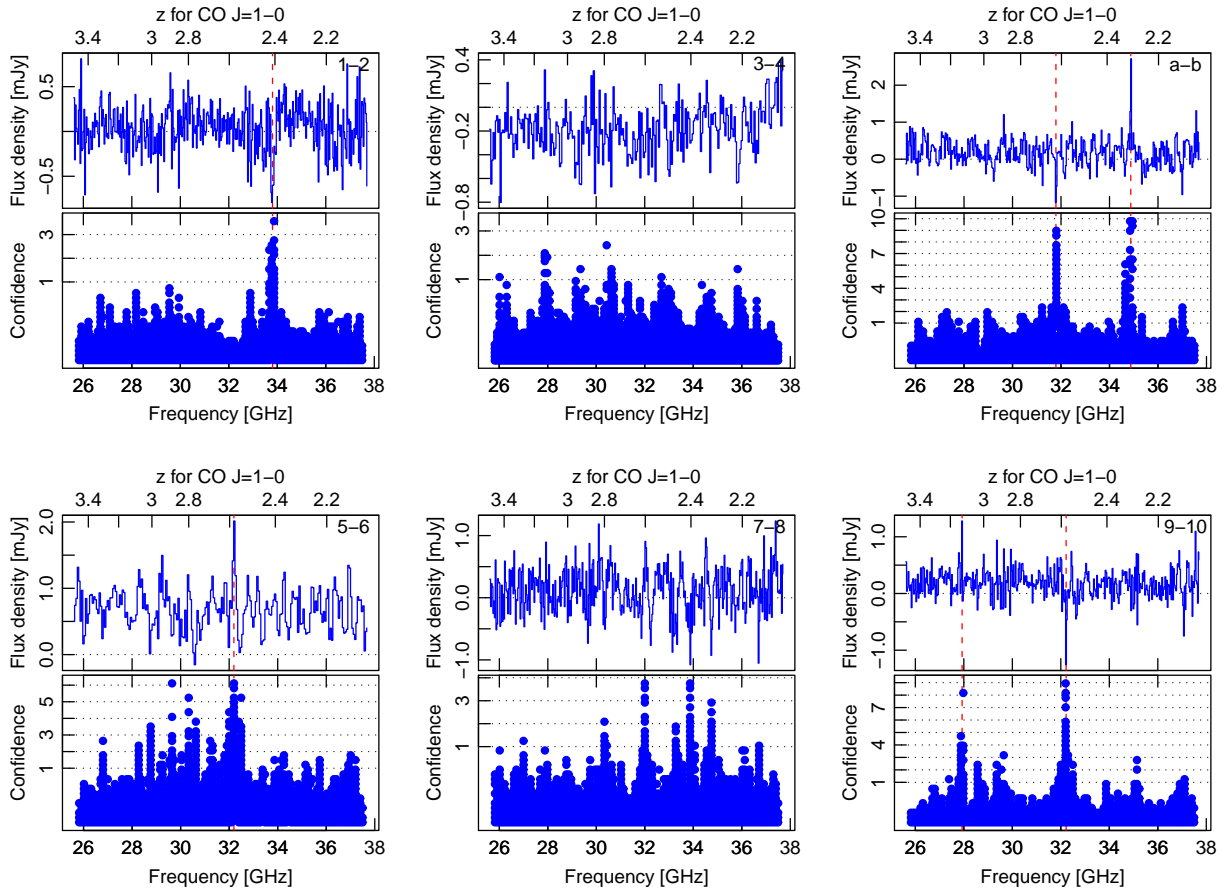 z for CO J=1−0
3.4 3 2.8 2.4 2.2
Flux density [mJy]
−0.5 0.5
1−2
Confidence
1 3
26 28 30 32 34 36 38
Frequency [GHz]
z for CO J=1−0
3.4 3 2.8 2.4 2.2
Flux density [mJy]
−0.8 −0.2 0.4
3−4
Confidence
1 3
26 28 30 32 34 36 38
Frequency [GHz]
z for CO J=1−0
3.4 3 2.8 2.4 2.2
Flux density [mJy]
−1 0 1 2
a−b
Confidence
1 4 7 10
26 28 30 32 34 36 38
Frequency [GHz]
z for CO J=1−0
3.4 3 2.8 2.4 2.2
Flux density [mJy]
0.0 1.0 2.0
5−6
Confidence
1 3 5
26 28 30 32 34 36 38
Frequency [GHz]
z for CO J=1−0
3.4 3 2.8 2.4 2.2
Flux density [mJy]
−1.0 0.0 1.0
7−8
Confidence
1 3
26 28 30 32 34 36 38
Frequency [GHz]
z for CO J=1−0
3.4 3 2.8 2.4 2.2
Flux density [mJy]
−1.0 0.0 1.0
9−10
Confidence
1 4 7
26 28 30 32 34 36 38
Frequency [GHz]